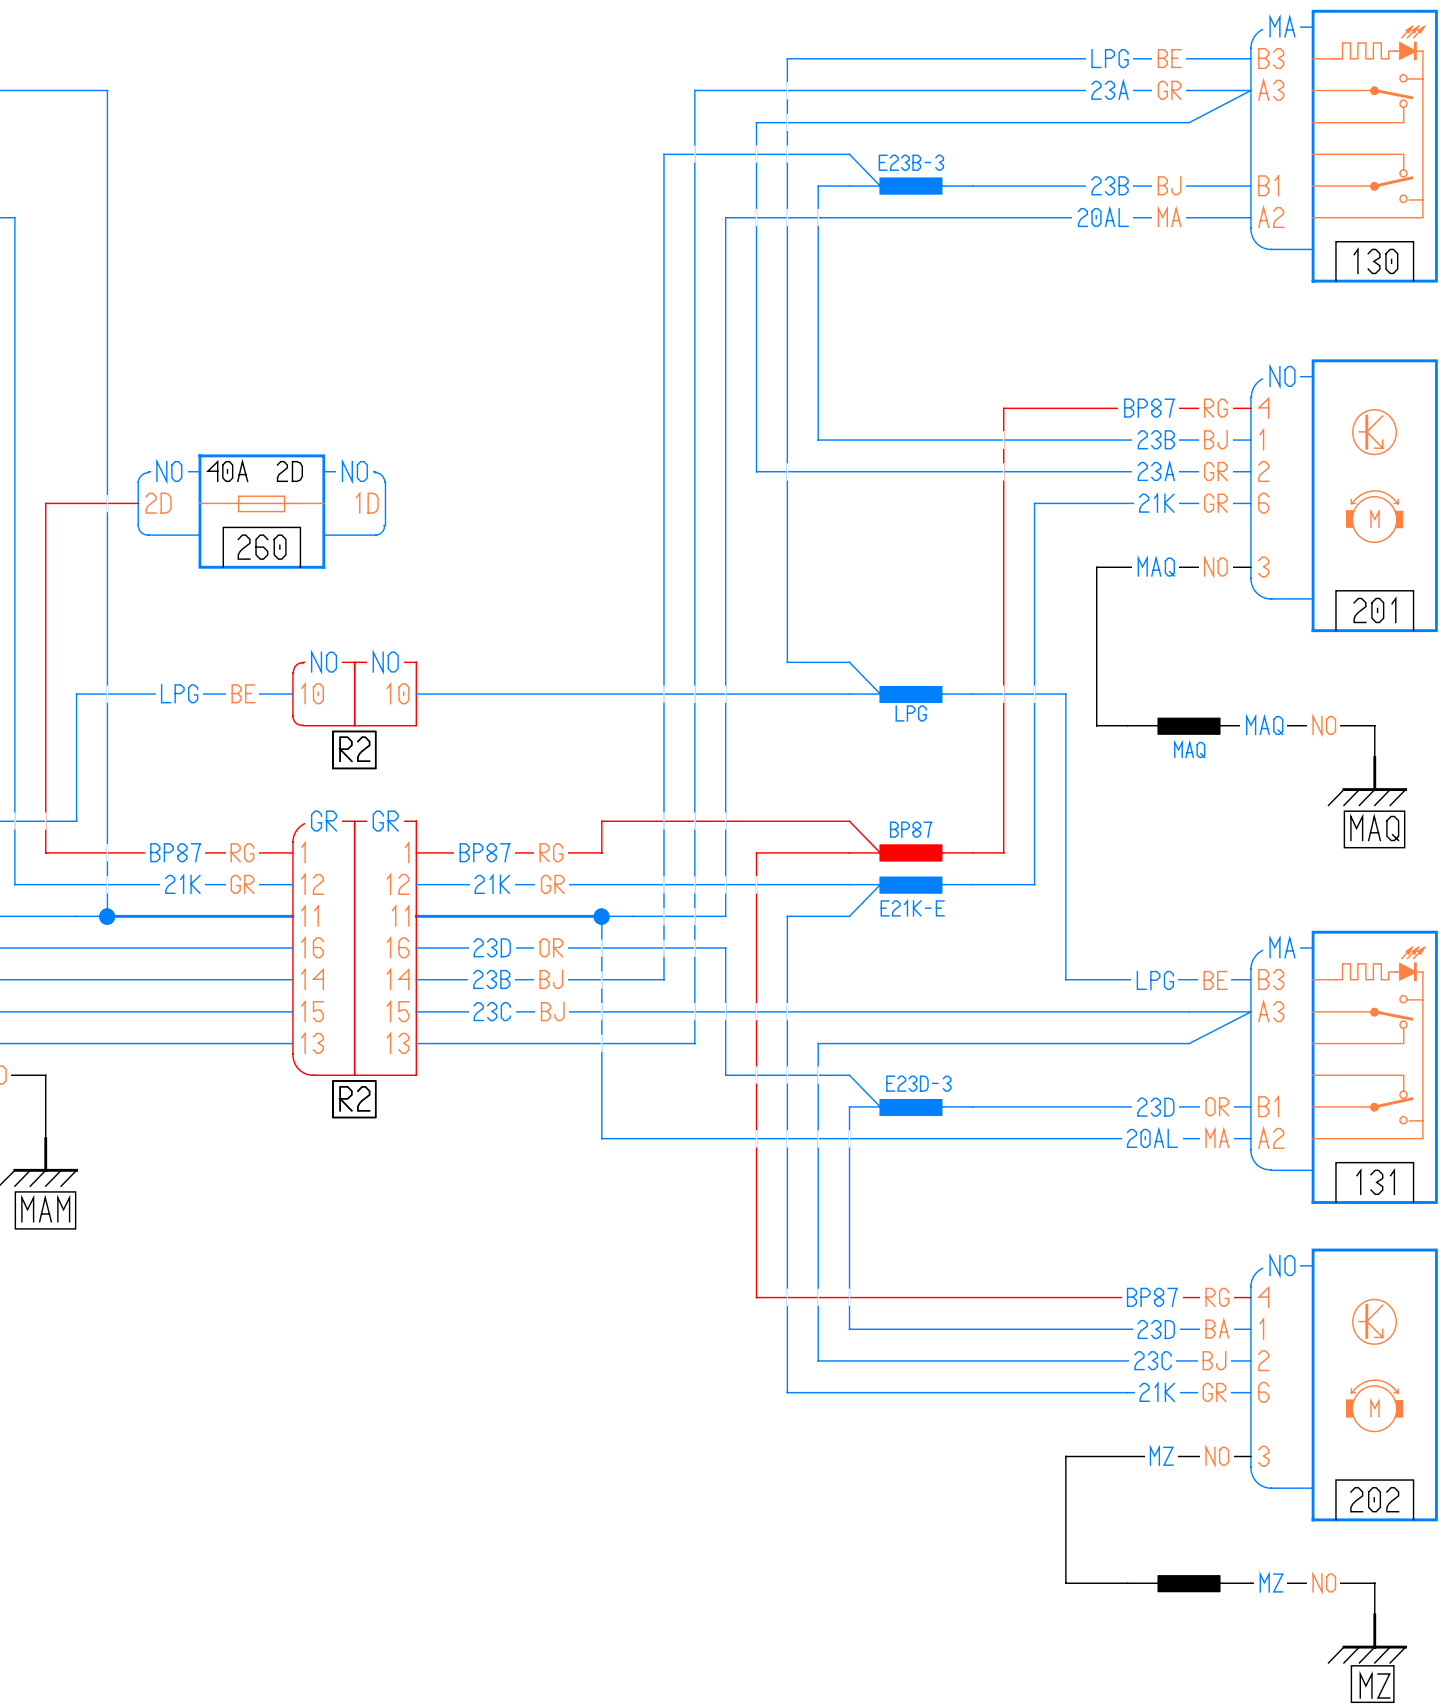 MA
LPG BE B3
23A GR A3
E23B-3
23B BJ B1
20AL MA A2
130
NO
BP87 RG 4
23B BJ 1
23A GR 2
21K GR 6
M
MAQ NO 3
201
NO 40A 2D NO
2D 1D
260
NO NO
LPG BE 10 10
LPG
R2
MAQ NO
MAQ
MAQ
GR GR
BP87
BP87 RG 1 1 BP87 RG
21K GR 12 12 21K GR
E21K-E
11 11
16 16 23D OR
14 14 23B BJ
15 15 23C BJ
13 13
R2
MA
LPG BE B3
A3
E23D-3
23D OR B1
20AL MA A2
131
MAM
NO
BP87 RG 4
23D BA 1
23C BJ 2
21K GR 6
M
MZ NO 3
202
MZ NO
MZ